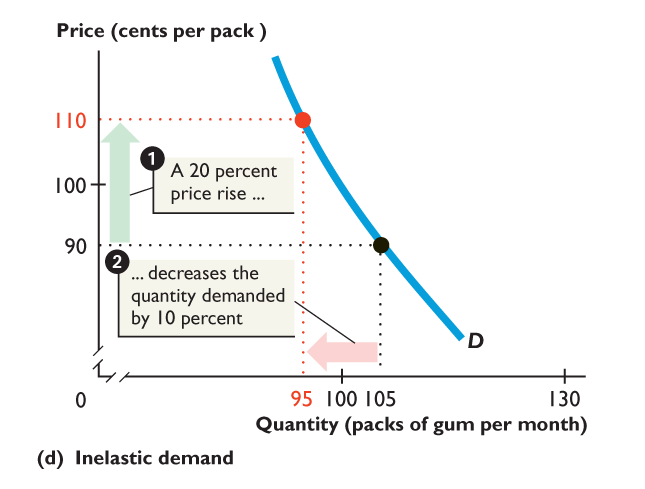 Price (cents per pack )
110
1
A 20 percent
price rise ...
100
90
2
... decreases the
quantity demanded
by 10 percent
D
0
95 100 105 130
Quantity (packs of gum per month)
(d) Inelastic demand